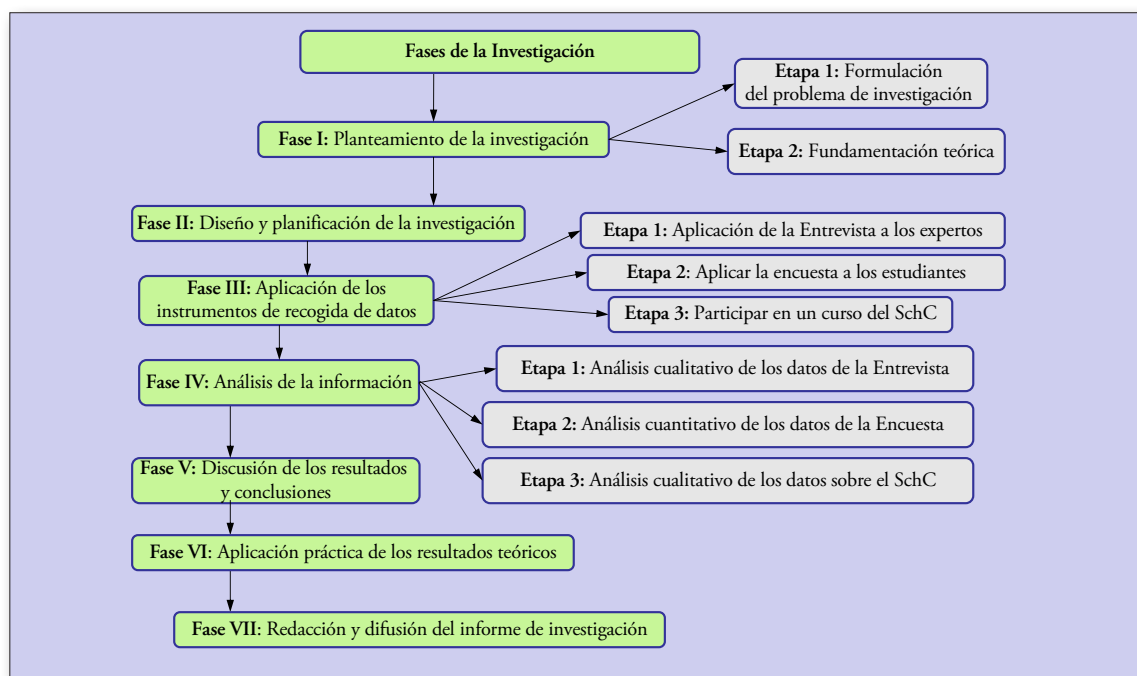 Fases de la Investigación
Etapa 1: Formulación
del problema de investigación
Fase I: Planteamiento de la investigación
Etapa 2: Fundamentación teórica
Fase II: Diseño y planificación de la investigación
Etapa 1: Aplicación de la Entrevista a los expertos
Etapa 2: Aplicar la encuesta a los estudiantes
Fase III: Aplicación de los
instrumentos de recogida de datos
Etapa 3: Participar en un curso del SchC
Etapa 1: Análisis cualitativo de los datos de la Entrevista
Fase IV: Análisis de la información
Etapa 2: Análisis cuantitativo de los datos de la Encuesta
Fase V: Discusión de los resultados
y conclusiones
Etapa 3: Análisis cualitativo de los datos sobre el SchC
Fase VI: Aplicación práctica de los resultados teóricos
Fase VII: Redacción y difusión del informe de investigación